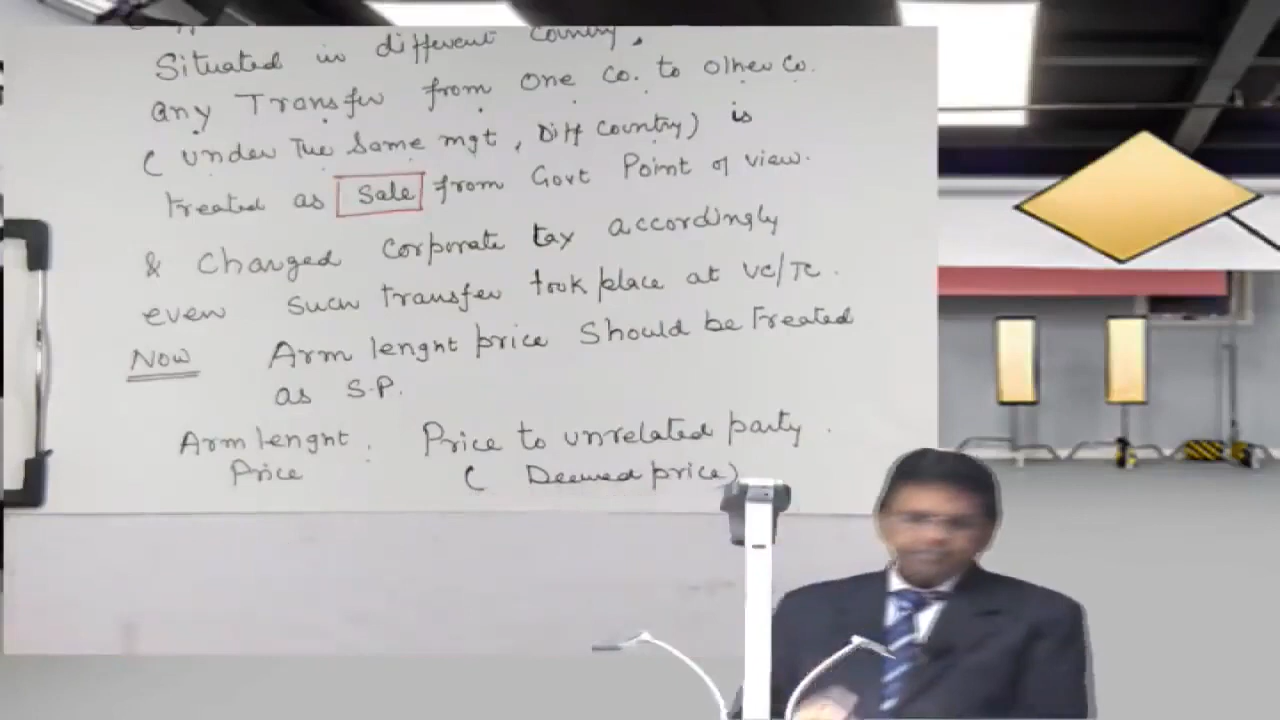 Situated in different Country.
any Transfer from One Co. to Other Co.
( Under The Same mgt, Diff Country) is
treated as Sale from Govt Point of view.
& Charged Corporate tax accordingly
even Such transfer took place at VC/TC.
Now Arm lenght price Should be treated
as S.P.
Arm lenght Price to unrelated party.
Price ( Deemed price)